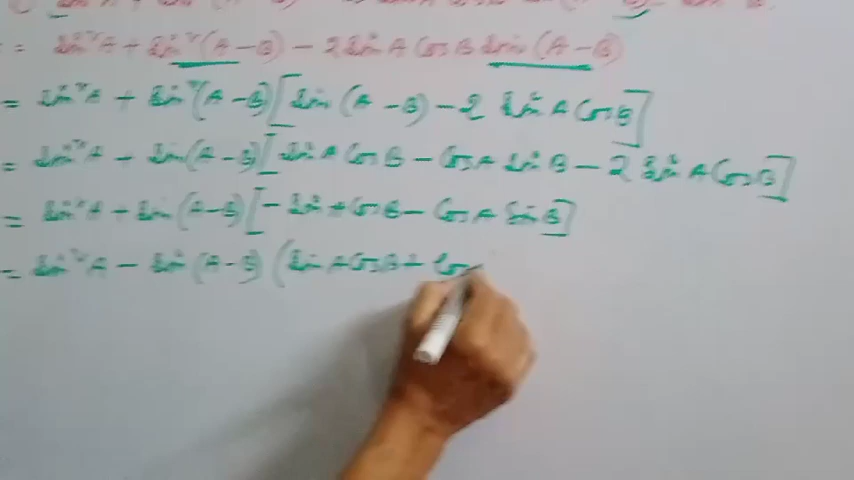 = sin²A + sin²(A-B) - 2 sin A Cos B sin(A-B)
= sin²A + sin²(A-B)[sin(A-B) - 2 sin A Cos B]
= sin²A + sin(A-B)[sin A Cos B - Cos A sin B - 2 sin A Cos B]
= sin²A + sin(A-B)[- sin A Cos B - Cos A Sin B]
= sin²A - sin(A-B)(sin A Cos B + Cos